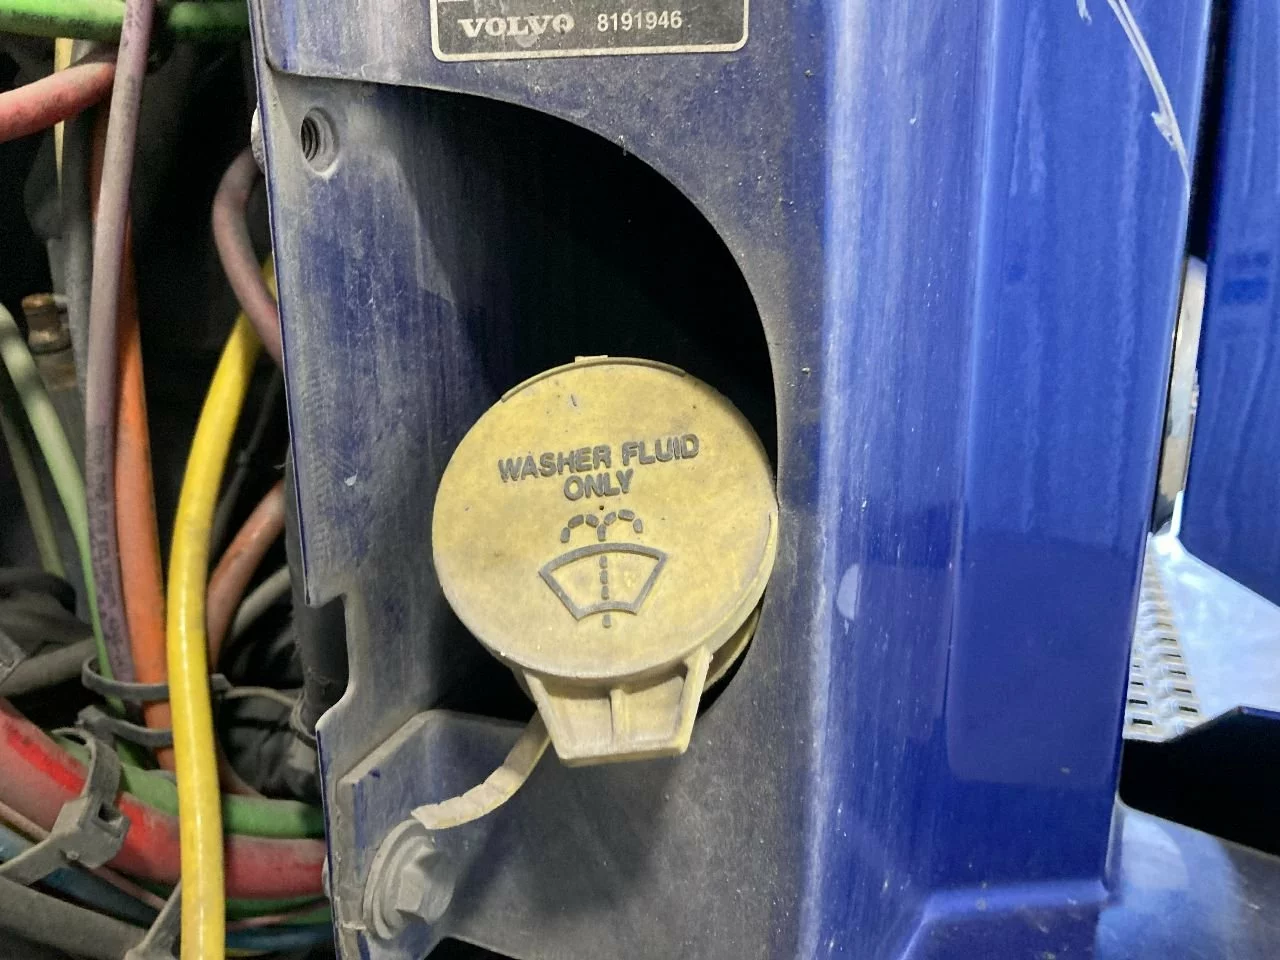 VOLVO 8191946
WASHER FLUID
ONLY